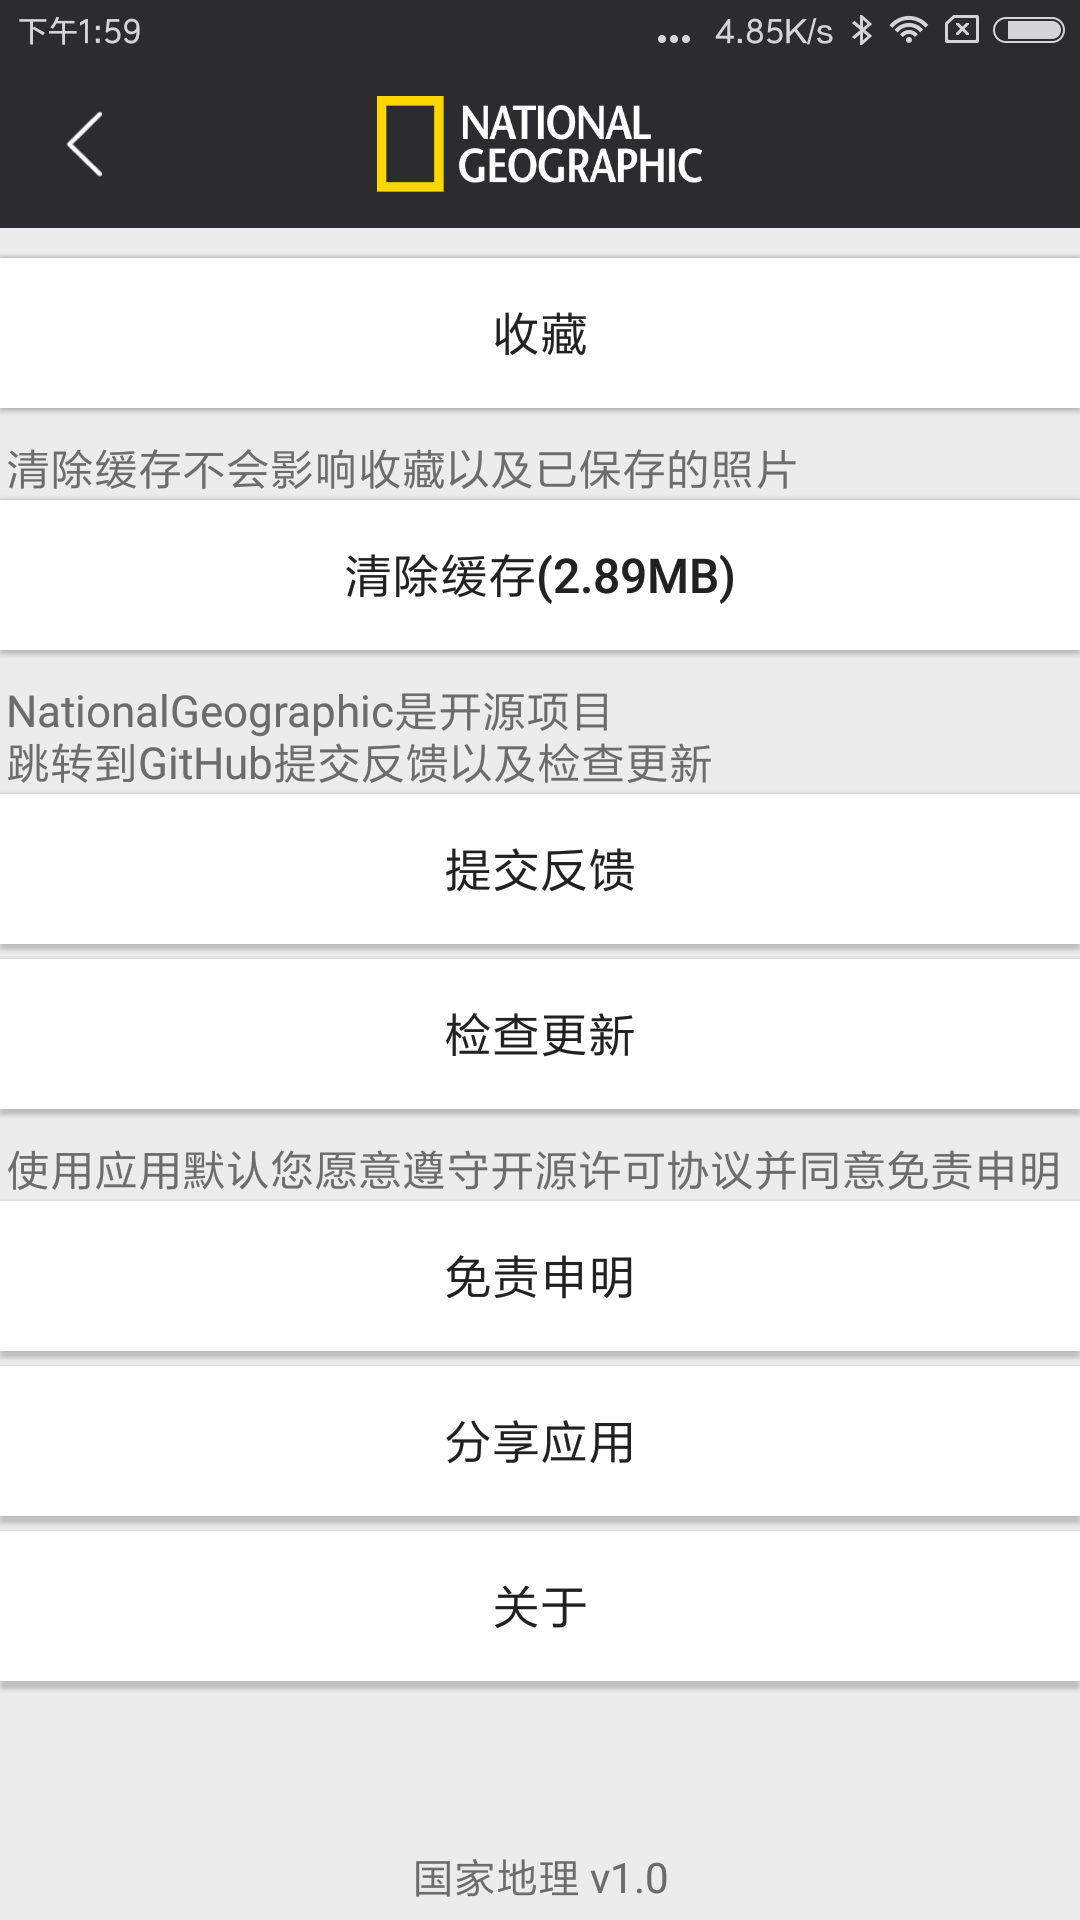 下午1:59
... 4.85K/s
NATIONAL
GEOGRAPHIC
收藏
清除缓存不会影响收藏以及已保存的照片
清除缓存(2.89MB)
NationalGeographic是开源项目
跳转到GitHub提交反馈以及检查更新
提交反馈
检查更新
使用应用默认您愿意遵守开源许可协议并同意免责申明
免责申明
分享应用
关于
国家地理 v1.0